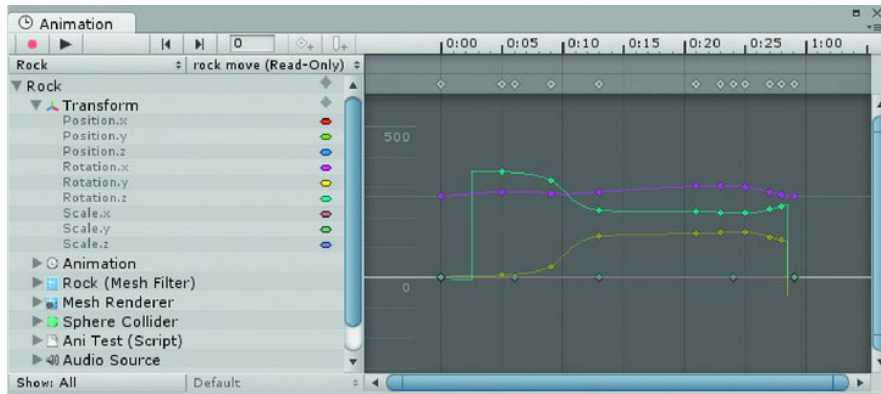 Animation
0
0:00 0:05 0:10 0:15 0:20 0:25 1:00
Rock rock move (Read-Only)
Rock
Transform
Position.x
Position.y
Position.z
Rotation.x
Rotation.y
Rotation.z
Scale.x
Scale.y
Scale.z
Animation
Rock (Mesh Filter)
Mesh Renderer
Sphere Collider
Ani Test (Script)
Audio Source
Show: All Default
500
0